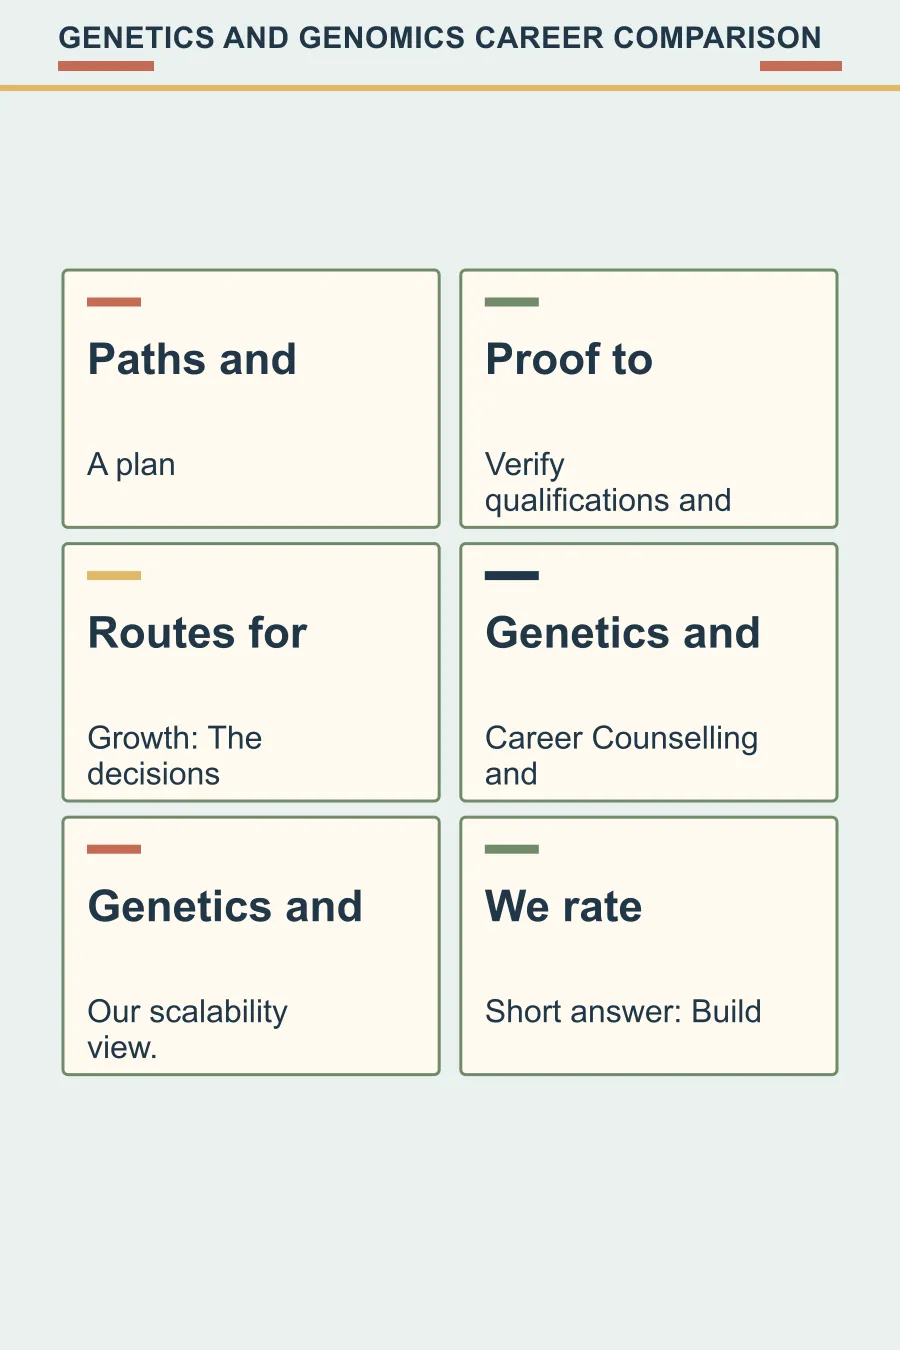 GENETICS AND GENOMICS CAREER COMPARISON
Paths and
A plan
Proof to
Verify
qualifications and
Routes for
Growth: The
decisions
Genetics and
Career Counselling
and
Genetics and
Our scalability
view.
We rate
Short answer: Build